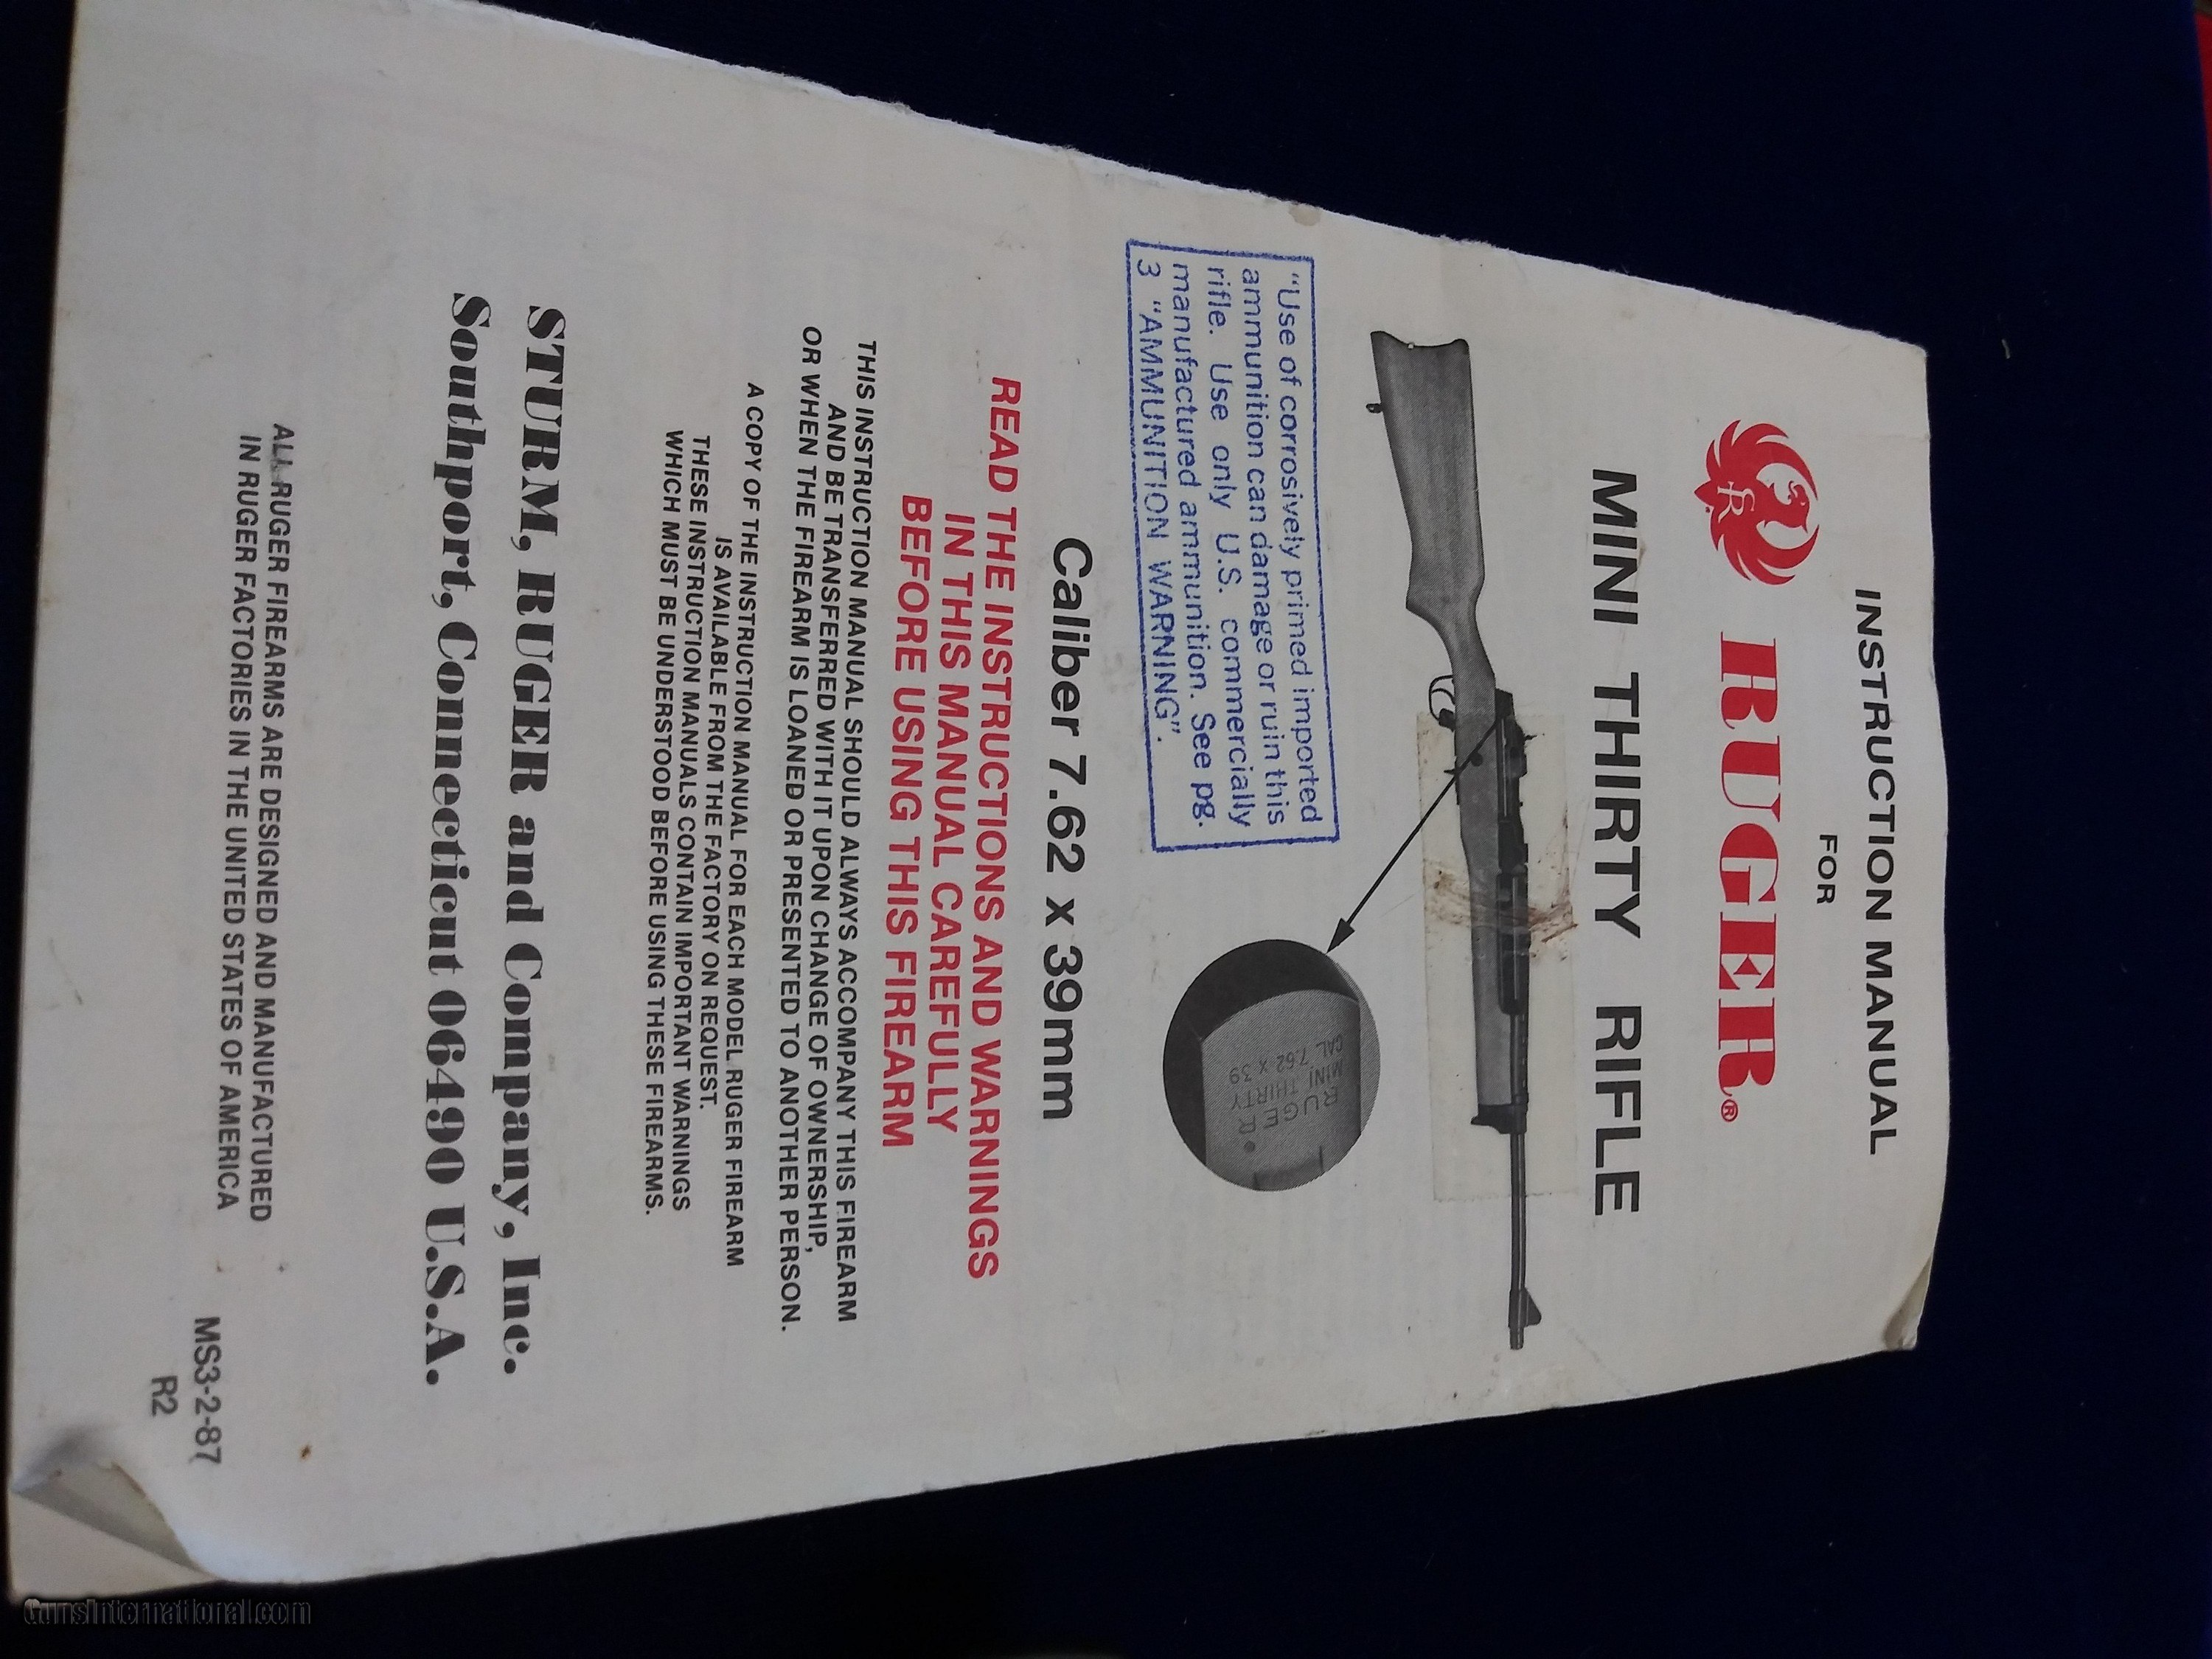 INSTRUCTION MANUAL
FOR
RUGER®
MINI THIRTY RIFLE
RUGER
MINI THIRTY
CAL 7.62 x 39
"Use of corrosively primed imported
ammunition can damage or ruin this
rifle. Use only U.S. commercially
manufactured ammunition. See pg.
3 "AMMUNITION WARNING".
Caliber 7.62 x 39mm
READ THE INSTRUCTIONS AND WARNINGS
IN THIS MANUAL CAREFULLY
BEFORE USING THIS FIREARM
THIS INSTRUCTION MANUAL SHOULD ALWAYS ACCOMPANY THIS FIREARM
AND BE TRANSFERRED WITH IT UPON CHANGE OF OWNERSHIP,
OR WHEN THE FIREARM IS LOANED OR PRESENTED TO ANOTHER PERSON.
A COPY OF THE INSTRUCTION MANUAL FOR EACH MODEL RUGER FIREARM
IS AVAILABLE FROM THE FACTORY ON REQUEST.
THESE INSTRUCTION MANUALS CONTAIN IMPORTANT WARNINGS
WHICH MUST BE UNDERSTOOD BEFORE USING THESE FIREARMS.
STURM, RUGER and Company, Inc.
Southport, Connecticut 06490 U.S.A.
ALL RUGER FIREARMS ARE DESIGNED AND MANUFACTURED
IN RUGER FACTORIES IN THE UNITED STATES OF AMERICA
MS3-2-87
R2
GunsInternational.com